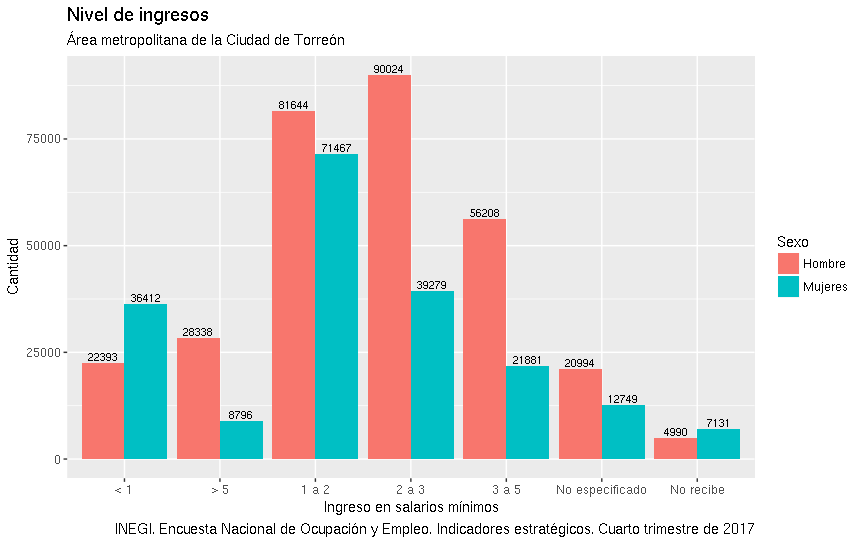 Nivel de ingresos
Área metropolitana de la Ciudad de Torreón
Cantidad
75000
50000
25000
0
22393
36412
28338
8796
81644
71467
90024
39279
56208
21881
20994
12749
4990
7131
< 1
> 5
1 a 2
2 a 3
3 a 5
No especificado
No recibe
Ingreso en salarios mínimos
Sexo
Hombre
Mujeres
INEGI. Encuesta Nacional de Ocupación y Empleo. Indicadores estratégicos. Cuarto trimestre de 2017